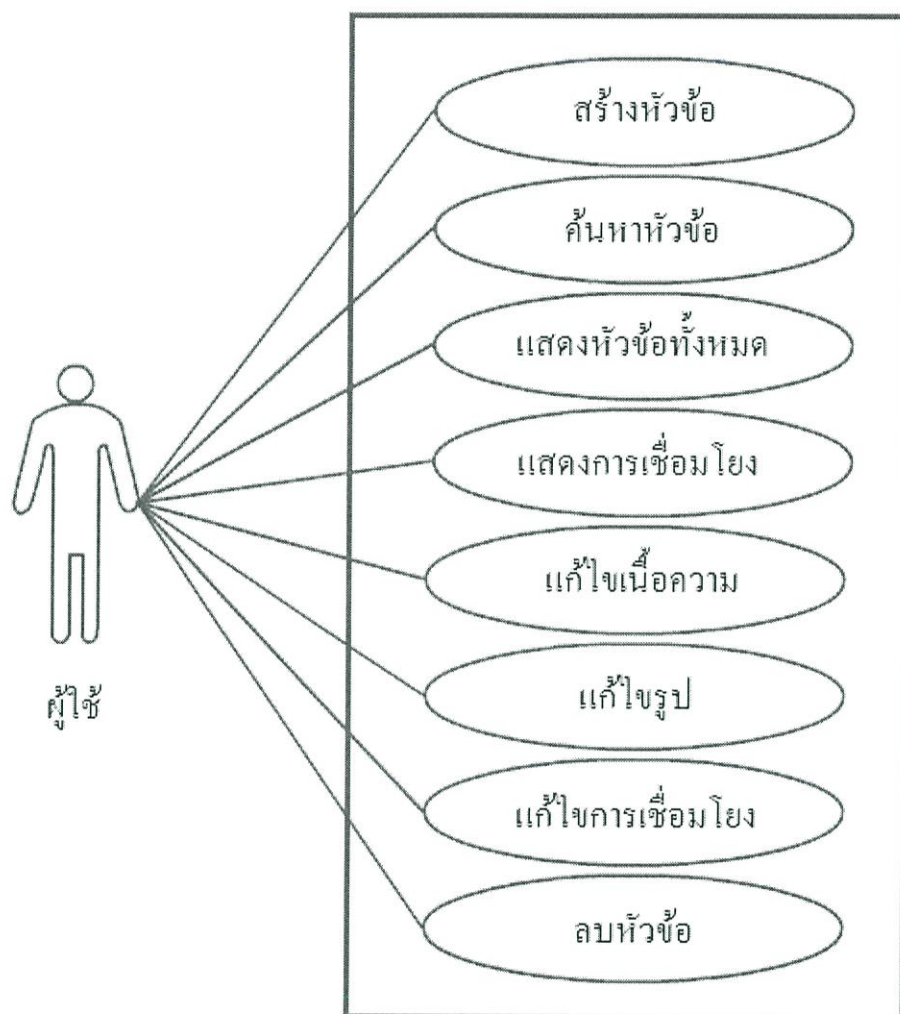 สร้างหัวข้อ
ค้นหาหัวข้อ
แสดงหัวข้อทั้งหมด
แสดงการเชื่อมโยง
แก้ไขเนื้อความ
แก้ไขรูป
แก้ไขการเชื่อมโยง
ลบหัวข้อ
ผู้ใช้